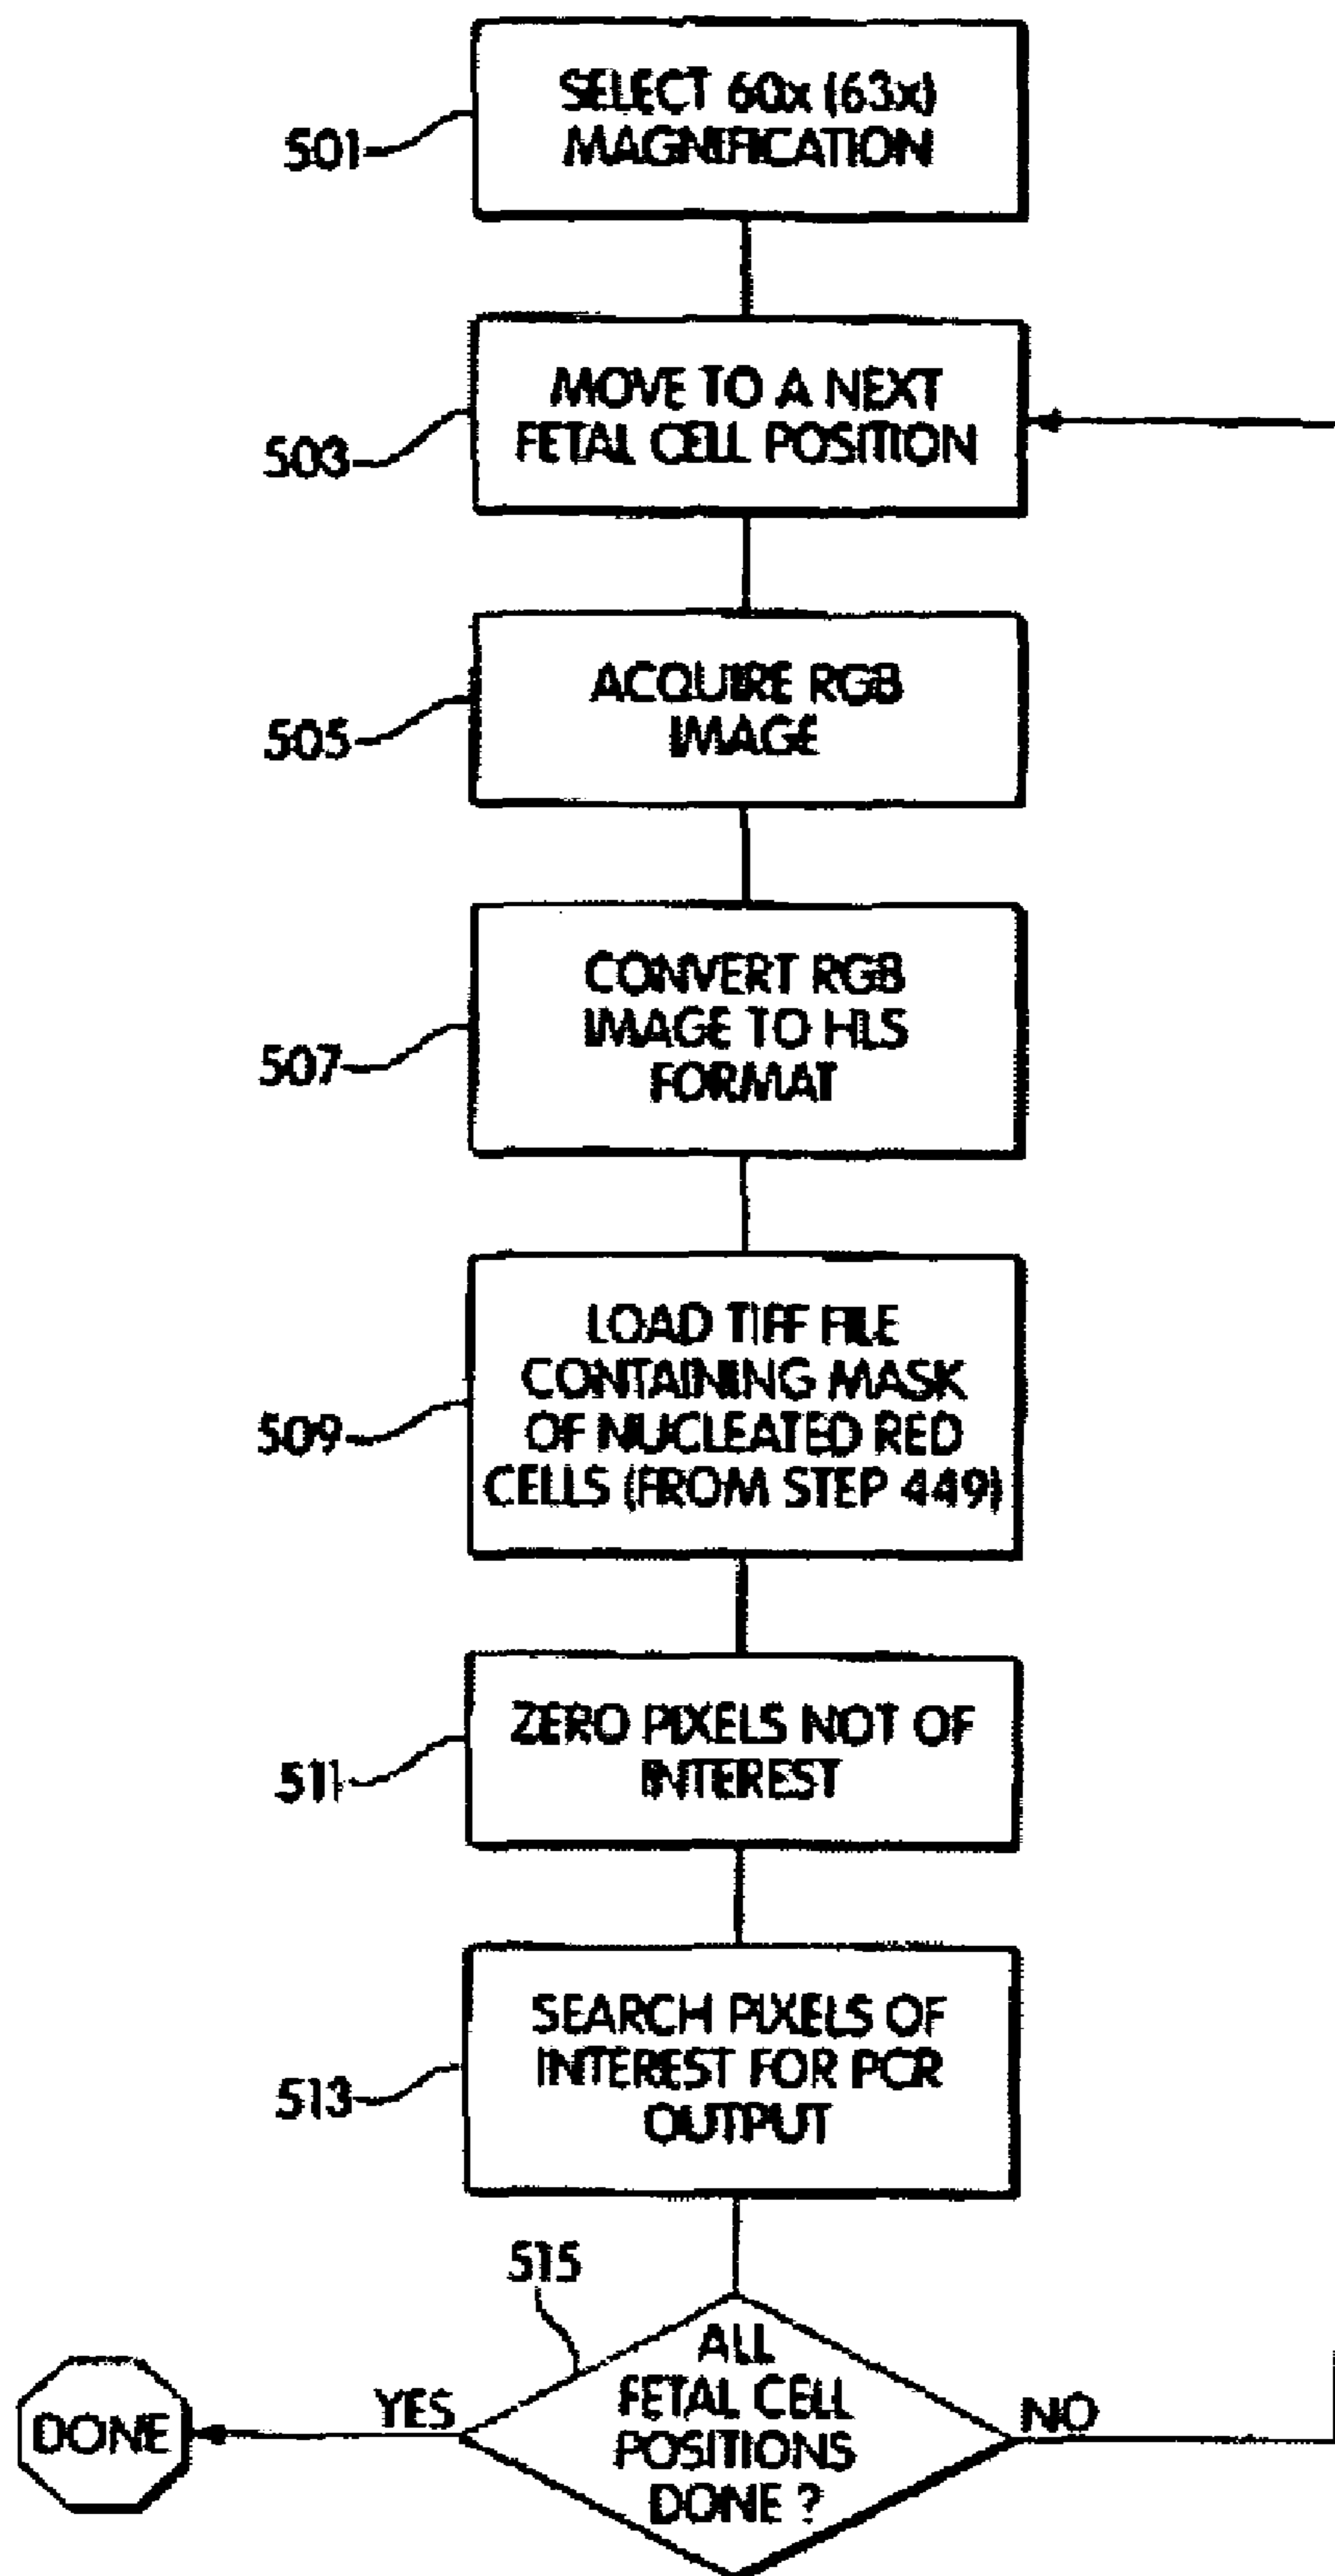 SELECT 60x (63x)
MAGNIFICATION
501
MOVE TO A NEXT
FETAL CELL POSITION
503
ACQUIRE RGB
IMAGE
505
CONVERT RGB
IMAGE TO HLS
FORMAT
507
LOAD TIFF FILE
CONTAINING MASK
OF NUCLEATED RED
CELLS (FROM STEP 449)
509
ZERO PIXELS NOT OF
INTEREST
511
SEARCH PIXELS OF
INTEREST FOR PCR
OUTPUT
513
515
ALL
FETAL CELL
POSITIONS
DONE ?
YES
NO
DONE